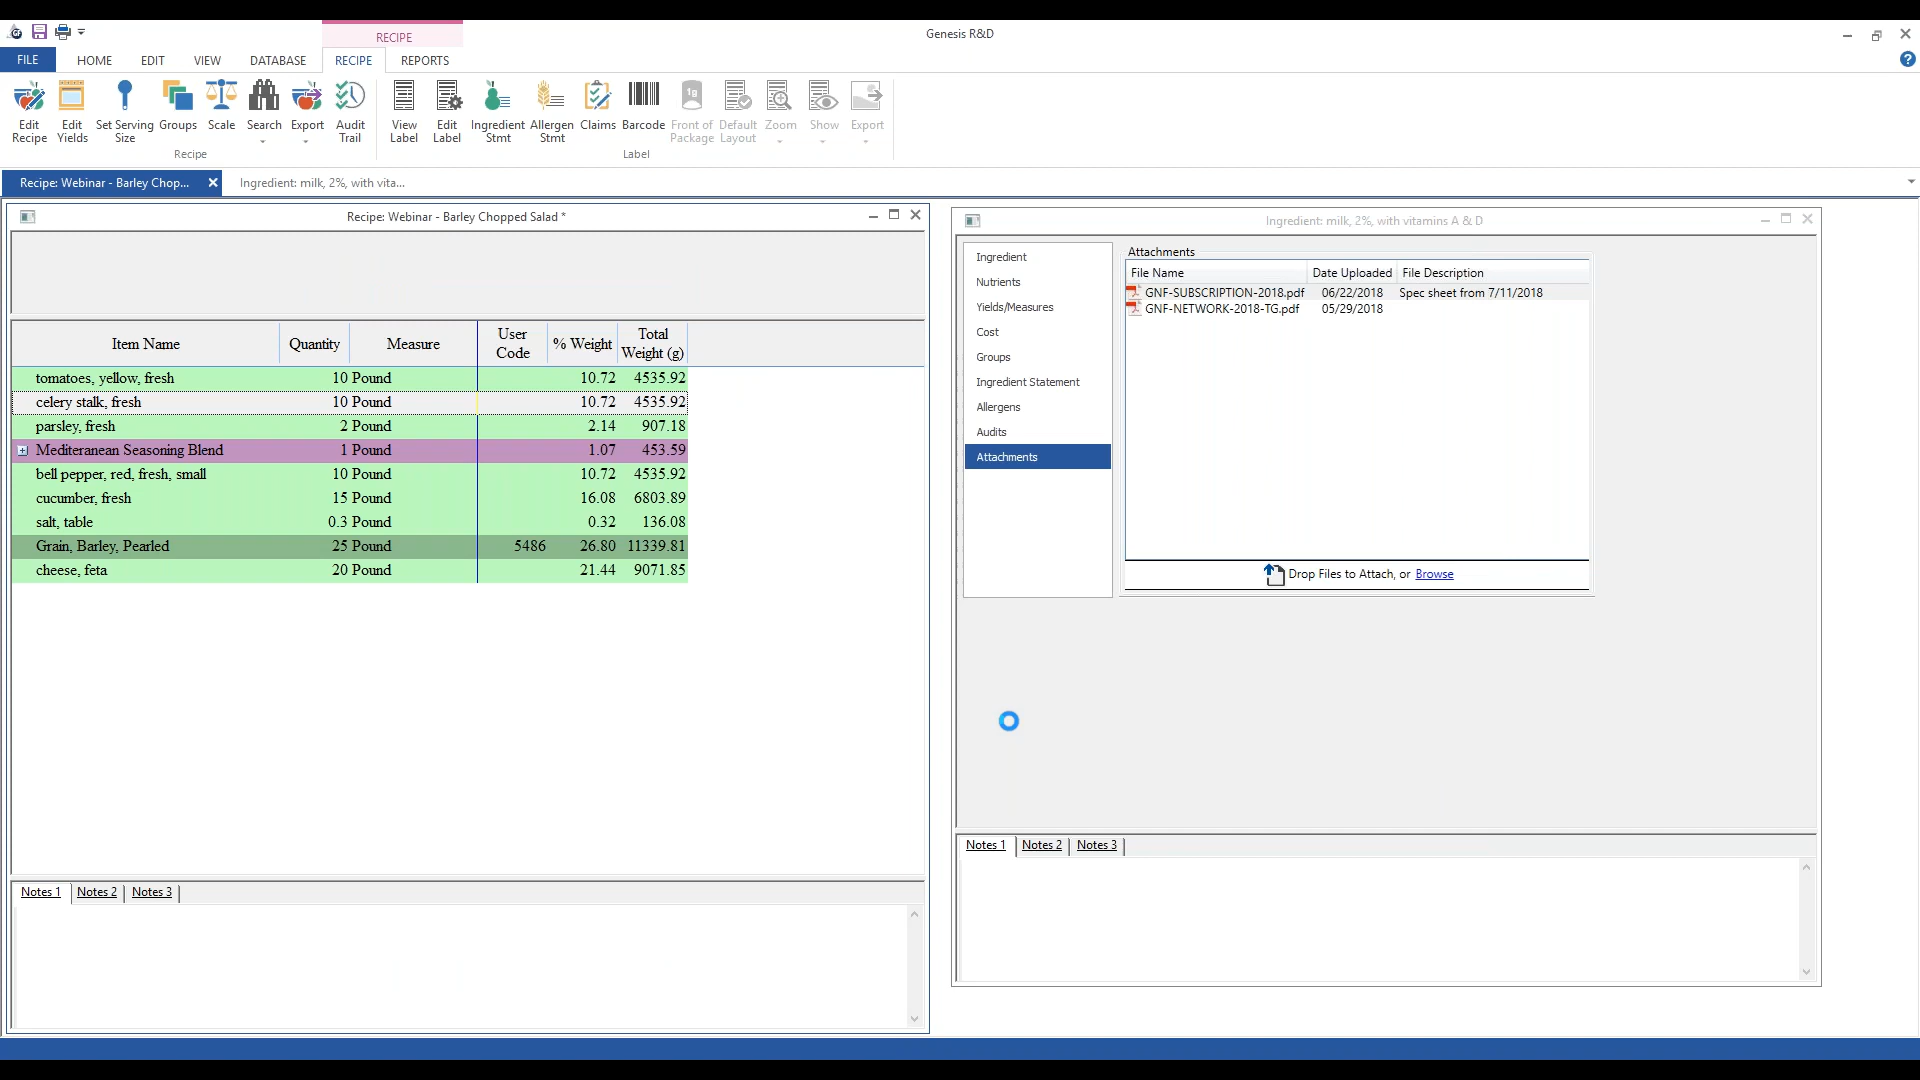 RECIPE
Genesis R&D
FILE HOME EDIT VIEW DATABASE RECIPE REPORTS
Edit Recipe
Edit Yields
Set Serving Size
Groups
Scale
Search
Export
Audit Trail
Recipe
View Label
Edit Label
Ingredient Stmt
Allergen Stmt
Claims
Barcode
1g
Front of Package
Default Layout
Zoom
Show
Export
Label
Recipe: Webinar - Barley Chop...
Ingredient: milk, 2%, with vita...
Recipe: Webinar - Barley Chopped Salad *
Item Name Quantity Measure User Code % Weight Total Weight (g)
tomatoes, yellow, fresh 10 Pound 10.72 4535.92
celery stalk, fresh 10 Pound 10.72 4535.92
parsley, fresh 2 Pound 2.14 907.18
Mediteranean Seasoning Blend 1 Pound 1.07 453.59
bell pepper, red, fresh, small 10 Pound 10.72 4535.92
cucumber, fresh 15 Pound 16.08 6803.89
salt, table 0.3 Pound 0.32 136.08
Grain, Barley, Pearled 25 Pound 5486 26.80 11339.81
cheese, feta 20 Pound 21.44 9071.85
Notes 1 Notes 2 Notes 3
Ingredient: milk, 2%, with vitamins A & D
Ingredient
Nutrients
Yields/Measures
Cost
Groups
Ingredient Statement
Allergens
Audits
Attachments
Attachments
File Name Date Uploaded File Description
GNF-SUBSCRIPTION-2018.pdf 06/22/2018 Spec sheet from 7/11/2018
GNF-NETWORK-2018-TG.pdf 05/29/2018
Drop Files to Attach, or Browse
Notes 1 Notes 2 Notes 3